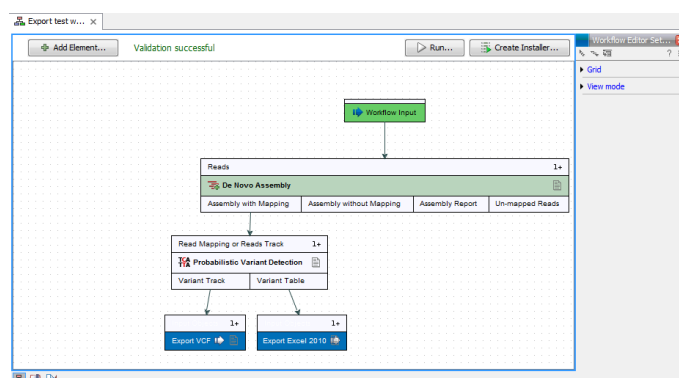 Export test w... ×
Add Element... Validation successful Run... Create Installer... Workflow Editor Set...
?
Grid
View mode
Workflow Input
Reads 1+
De Novo Assembly
Assembly with Mapping Assembly without Mapping Assembly Report Un-mapped Reads
Read Mapping or Reads Track 1+
Probabilistic Variant Detection
Variant Track Variant Table
1+ 1+
Export VCF Export Excel 2010